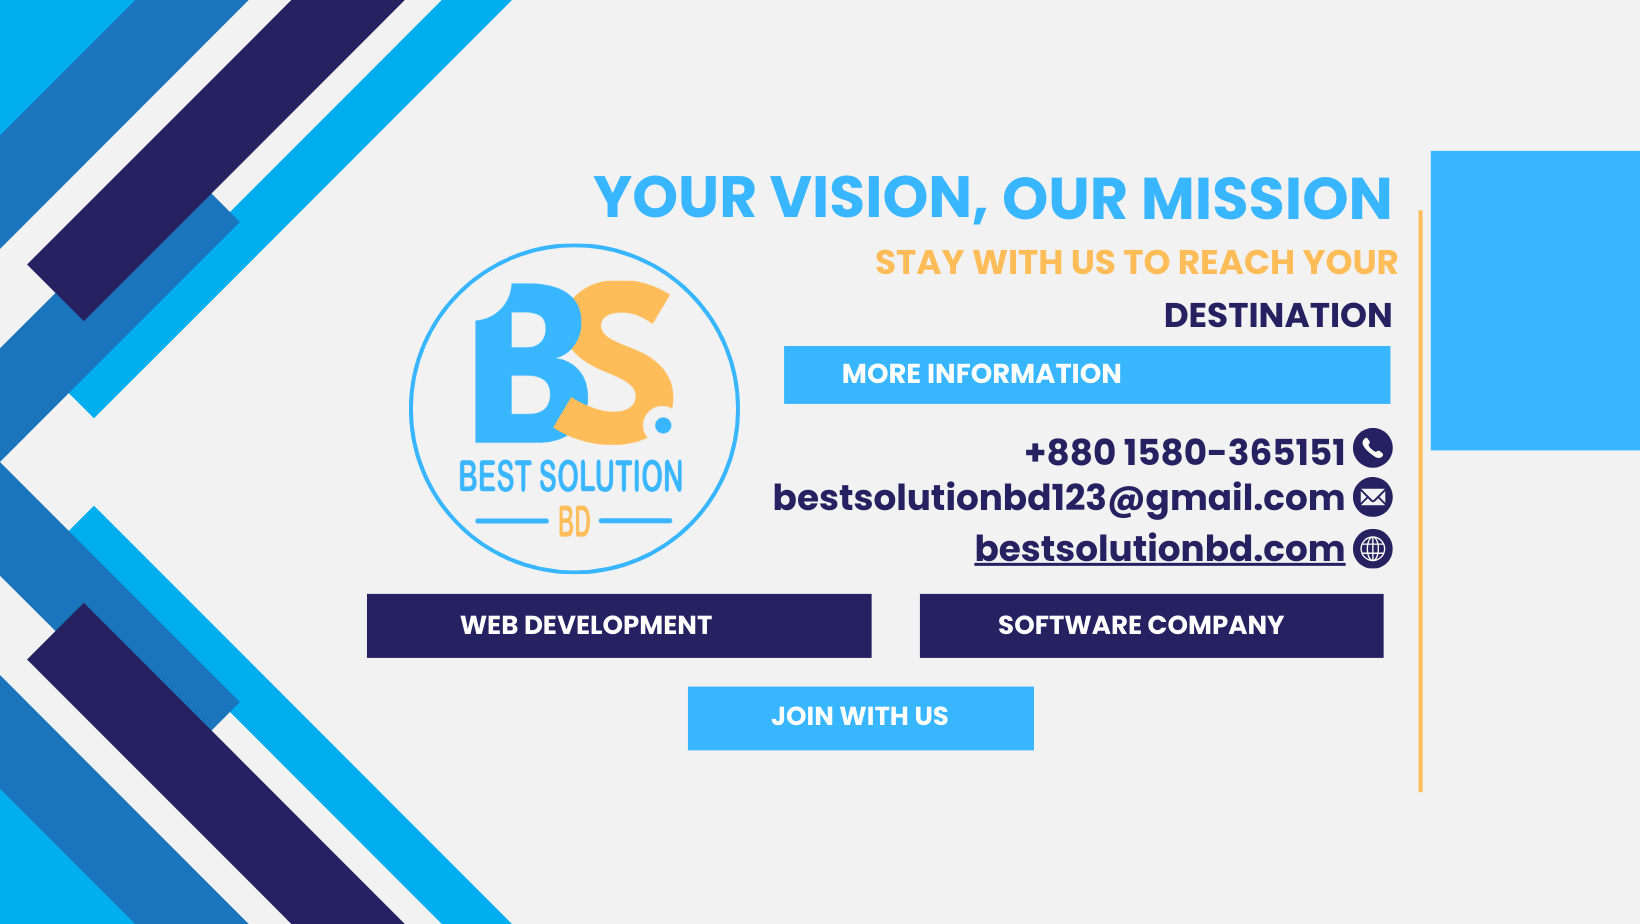 YOUR VISION, OUR MISSION
STAY WITH US TO REACH YOUR
DESTINATION
BS.
BEST SOLUTION
BD
MORE INFORMATION
+880 1580-365151
bestsolutionbd123@gmail.com
bestsolutionbd.com
WEB DEVELOPMENT
SOFTWARE COMPANY
JOIN WITH US